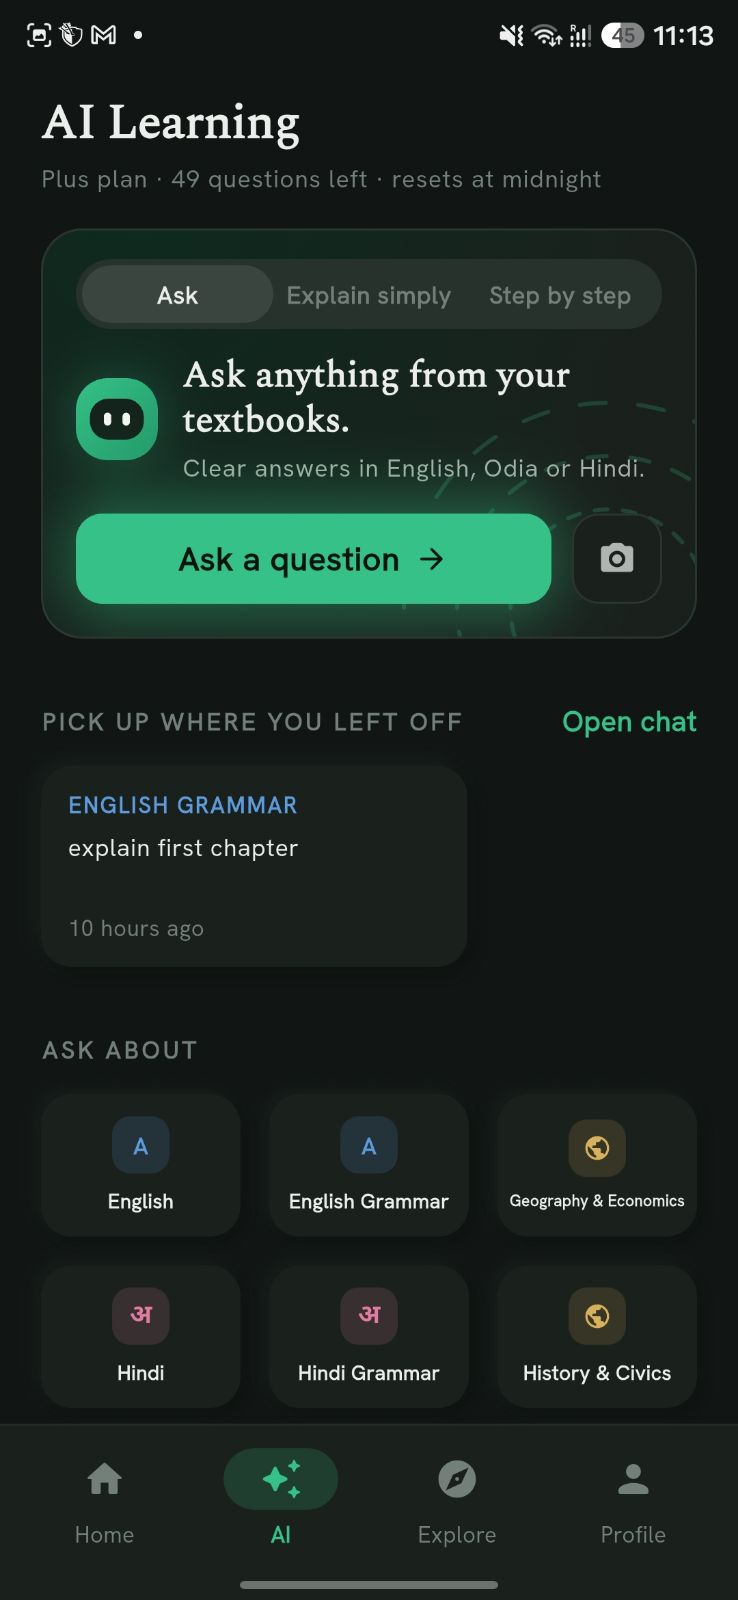 R 45 11:13
AI Learning
Plus plan · 49 questions left · resets at midnight
Ask Explain simply Step by step
Ask anything from your
textbooks.
Clear answers in English, Odia or Hindi.
Ask a question →
PICK UP WHERE YOU LEFT OFF Open chat
ENGLISH GRAMMAR
explain first chapter
10 hours ago
ASK ABOUT
A A
English English Grammar Geography & Economics
अ अ
Hindi Hindi Grammar History & Civics
Home AI Explore Profile